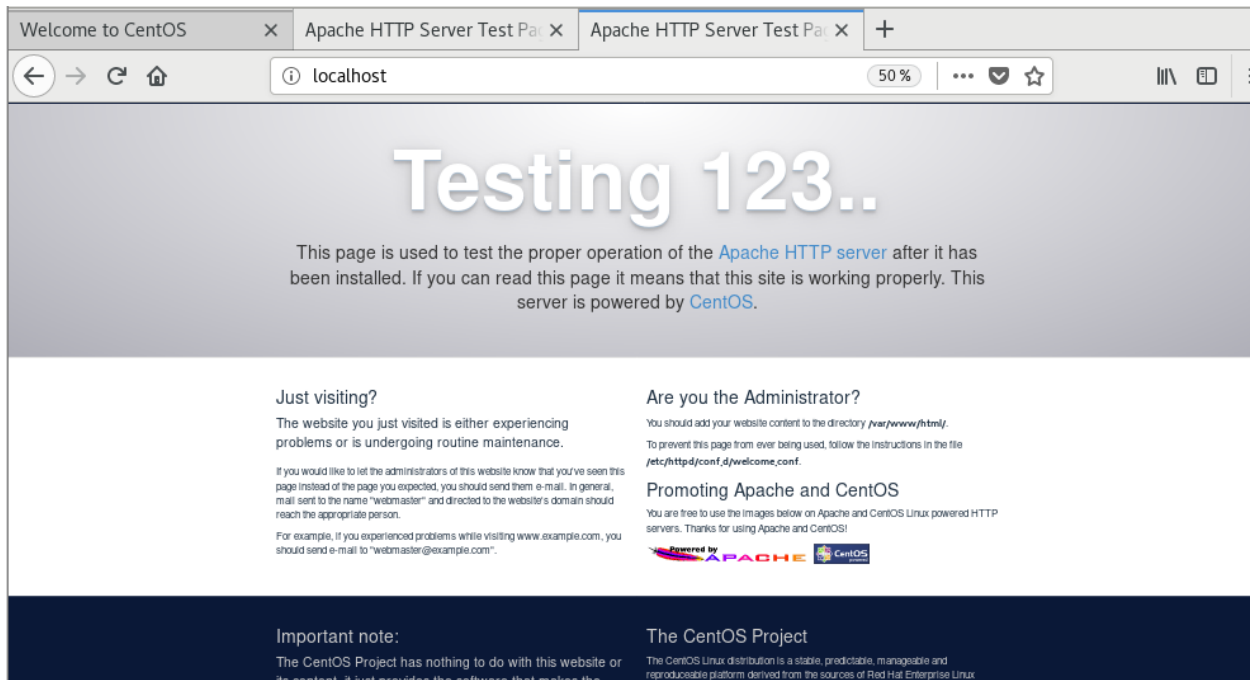 Welcome to CentOS
Apache HTTP Server Test Pa
Apache HTTP Server Test Pa
localhost
50 %
Testing 123..
This page is used to test the proper operation of the Apache HTTP server after it has
been installed. If you can read this page it means that this site is working properly. This
server is powered by CentOS.
Just visiting?
The website you just visited is either experiencing
problems or is undergoing routine maintenance.
If you would like to let the administrators of this website know that you've seen this
page instead of the page you expected, you should send them e-mail. In general,
mail sent to the name "webmaster" and directed to the website's domain should
reach the appropriate person.
For example, if you experienced problems while visiting www.example.com, you
should send e-mail to "webmaster@example.com".
Are you the Administrator?
You should add your website content to the directory /var/www/html/.
To prevent this page from ever being used, follow the instructions in the file
/etc/httpd/conf.d/welcome.conf.
Promoting Apache and CentOS
You are free to use the images below on Apache and CentOS Linux powered HTTP
servers. Thanks for using Apache and CentOS!
Powered by
APACHE
CentOS
Important note:
The CentOS Project has nothing to do with this website or
its content, it just provides the software that makes the
The CentOS Project
The CentOS Linux distribution is a stable, predictable, manageable and
reproduceable platform derived from the sources of Red Hat Enterprise Linux